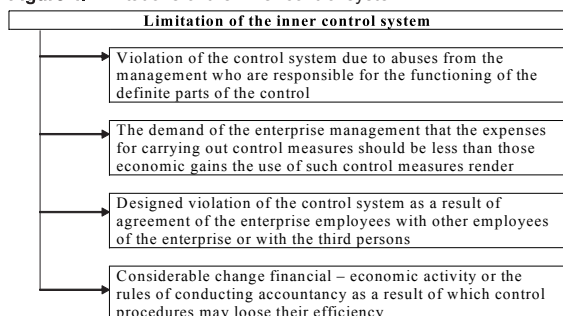 Limitation of the inner control system
Violation of the control system due to abuses from the
management who are responsible for the functioning of the
definite parts of the control
The demand of the enterprise management that the expenses
for carrying out control measures should be less than those
economic gains the use of such control measures render
Designed violation of the control system as a result of
agreement of the enterprise employees with other employees
of the enterprise or with the third persons
Considerable change financial – economic activity or the
rules of conducting accountancy as a result of which control
procedures may loose their efficiency